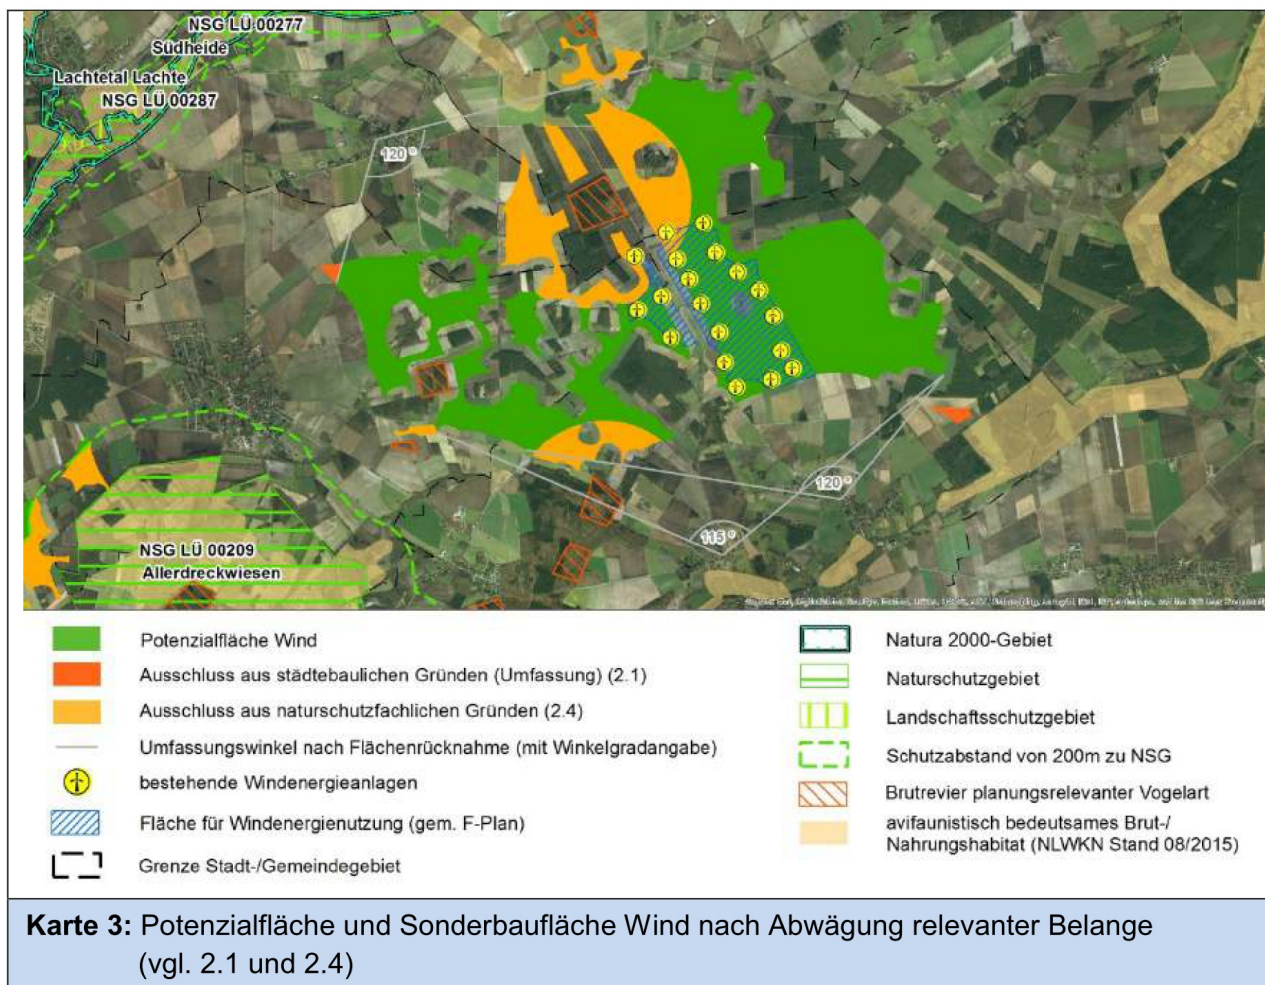 NSG LÜ 00277
Südheide
Lachtetal Lachte
NSG LÜ 00287
120 °
120 °
115 °
NSG LÜ 00209
Allerdreckwiesen
Potenzialfläche Wind
Ausschluss aus städtebaulichen Gründen (Umfassung) (2.1)
Ausschluss aus naturschutzfachlichen Gründen (2.4)
Umfassungswinkel nach Flächenrücknahme (mit Winkelgradangabe)
bestehende Windenergieanlagen
Fläche für Windenergienutzung (gem. F-Plan)
Grenze Stadt-/Gemeindegebiet
Natura 2000-Gebiet
Naturschutzgebiet
Landschaftsschutzgebiet
Schutzabstand von 200m zu NSG
Brutrevier planungsrelevanter Vogelart
avifaunistisch bedeutsames Brut-/
Nahrungshabitat (NLWKN Stand 08/2015)
Karte 3: Potenzialfläche und Sonderbaufläche Wind nach Abwägung relevanter Belange
(vgl. 2.1 und 2.4)